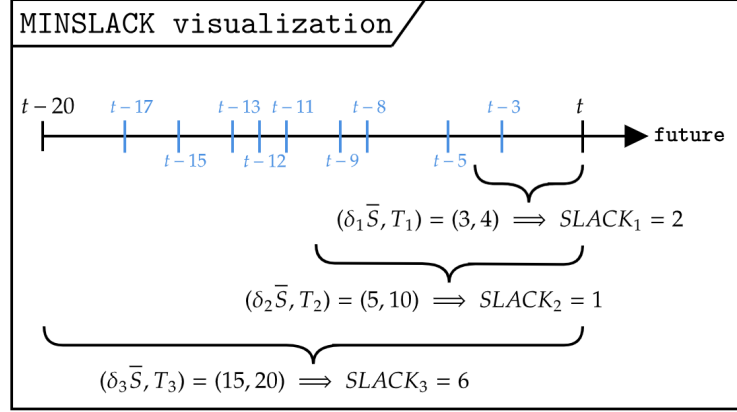 MINSLACK visualization
t − 20 t − 17 t − 13 t − 11 t − 8 t − 3 t
future
t − 15 t − 12 t − 9 t − 5
(δ₁S̅, T₁) = (3, 4) ⟹ SLACK₁ = 2
(δ₂S̅, T₂) = (5, 10) ⟹ SLACK₂ = 1
(δ₃S̅, T₃) = (15, 20) ⟹ SLACK₃ = 6